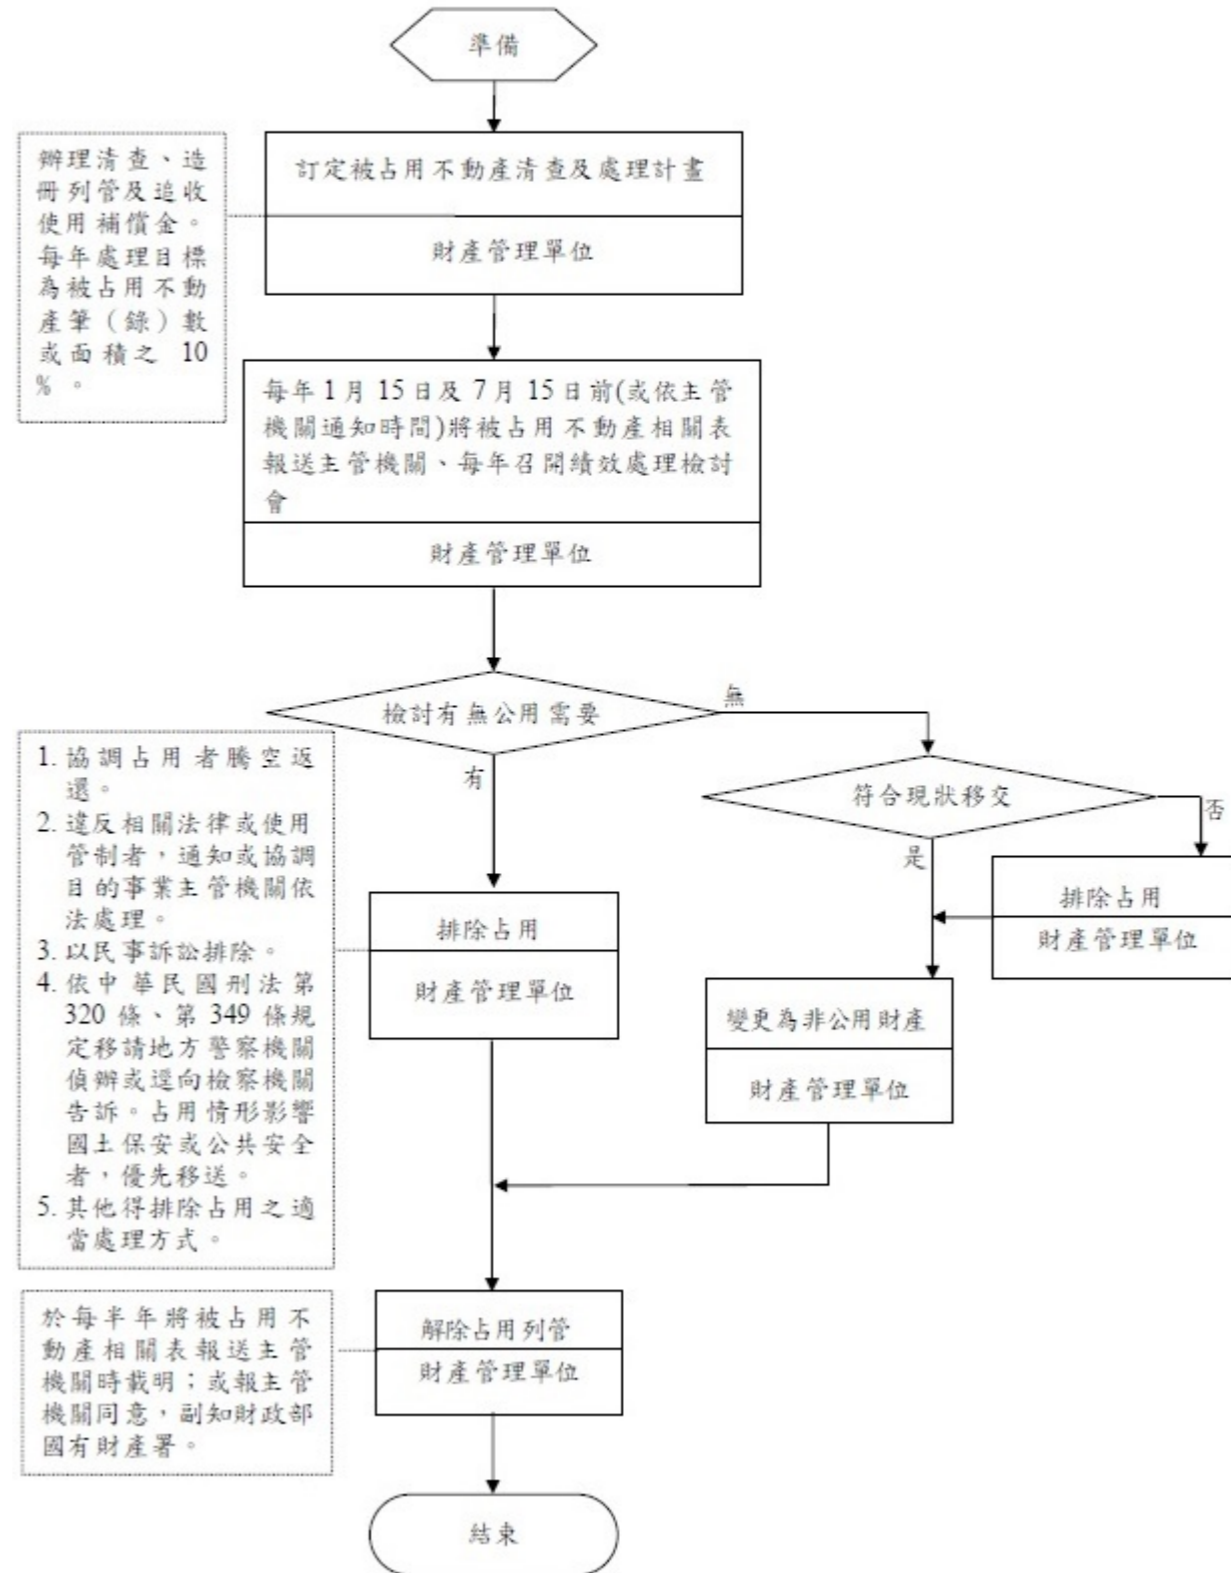 準備
訂定被占用不動產清查及處理計畫
財產管理單位
辦理清查、造
冊列管及追收
使用補償金。
每年處理目標
為被占用不動
產筆（錄）數
或面積之 10
%。
每年 1 月 15 日及 7 月 15 日前(或依主管
機關通知時間)將被占用不動產相關表
報送主管機關、每年召開績效處理檢討
會
財產管理單位
檢討有無公用需要
無
有
符合現狀移交
否
是
1. 協調占用者騰空返
還。
2. 違反相關法律或使用
管制者，通知或協調
目的事業主管機關依
法處理。
3. 以民事訴訟排除。
4. 依中華民國刑法第
320 條、第 349 條規
定移請地方警察機關
偵辦或逕向檢察機關
告訴。占用情形影響
國土保安或公共安全
者，優先移送。
5. 其他得排除占用之適
當處理方式。
排除占用
財產管理單位
排除占用
財產管理單位
變更為非公用財產
財產管理單位
於每半年將被占用不
動產相關表報送主管
機關時載明；或報主管
機關同意，副知財政部
國有財產署。
解除占用列管
財產管理單位
結束